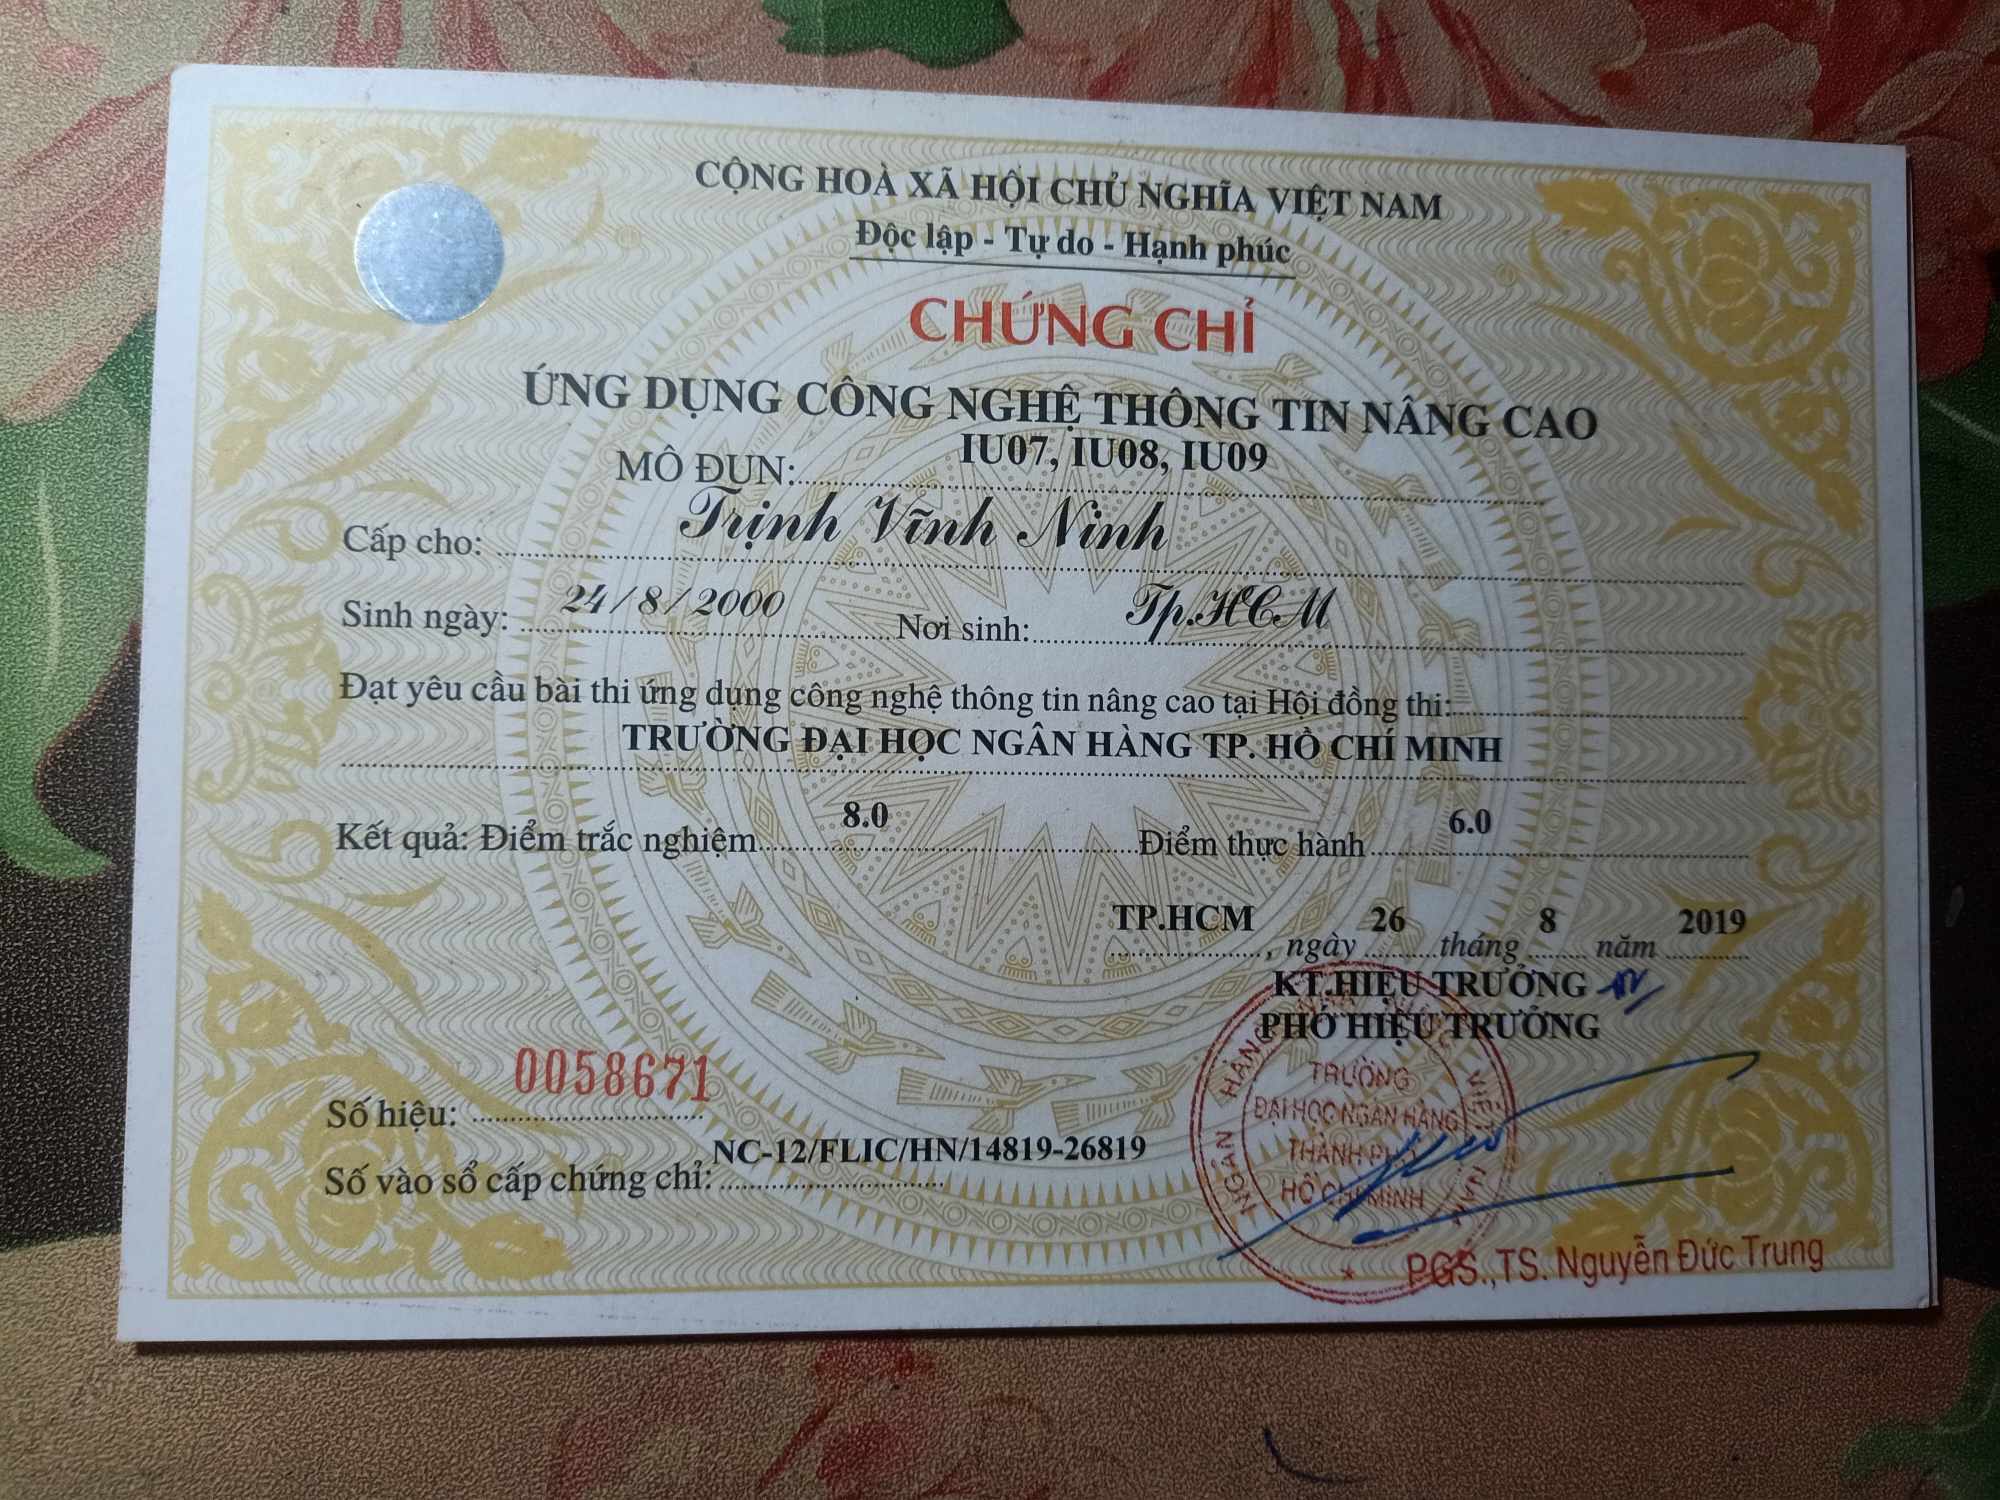 CỘNG HOÀ XÃ HỘI CHỦ NGHĨA VIỆT NAM
Độc lập - Tự do - Hạnh phúc
CHỨNG CHỈ
ỨNG DỤNG CÔNG NGHỆ THÔNG TIN NÂNG CAO
MÔ ĐUN: IU07, IU08, IU09
Cấp cho: Trịnh Vĩnh Ninh
Sinh ngày: 24/8/2000 Nơi sinh: Tp.HCM
Đạt yêu cầu bài thi ứng dụng công nghệ thông tin nâng cao tại Hội đồng thi:
TRƯỜNG ĐẠI HỌC NGÂN HÀNG TP. HỒ CHÍ MINH
Kết quả: Điểm trắc nghiệm 8.0 Điểm thực hành 6.0
TP.HCM, ngày 26 tháng 8 năm 2019
KT.HIỆU TRƯỞNG
PHÓ HIỆU TRƯỞNG
Số hiệu: 0058671
Số vào sổ cấp chứng chỉ: NC-12/FLIC/HN/14819-26819
NGÂN HÀNG VIỆT NAM
TRƯỜNG
ĐẠI HỌC NGÂN HÀNG
THÀNH PHỐ
HỒ CHÍ MINH
PGS.,TS. Nguyễn Đức Trung